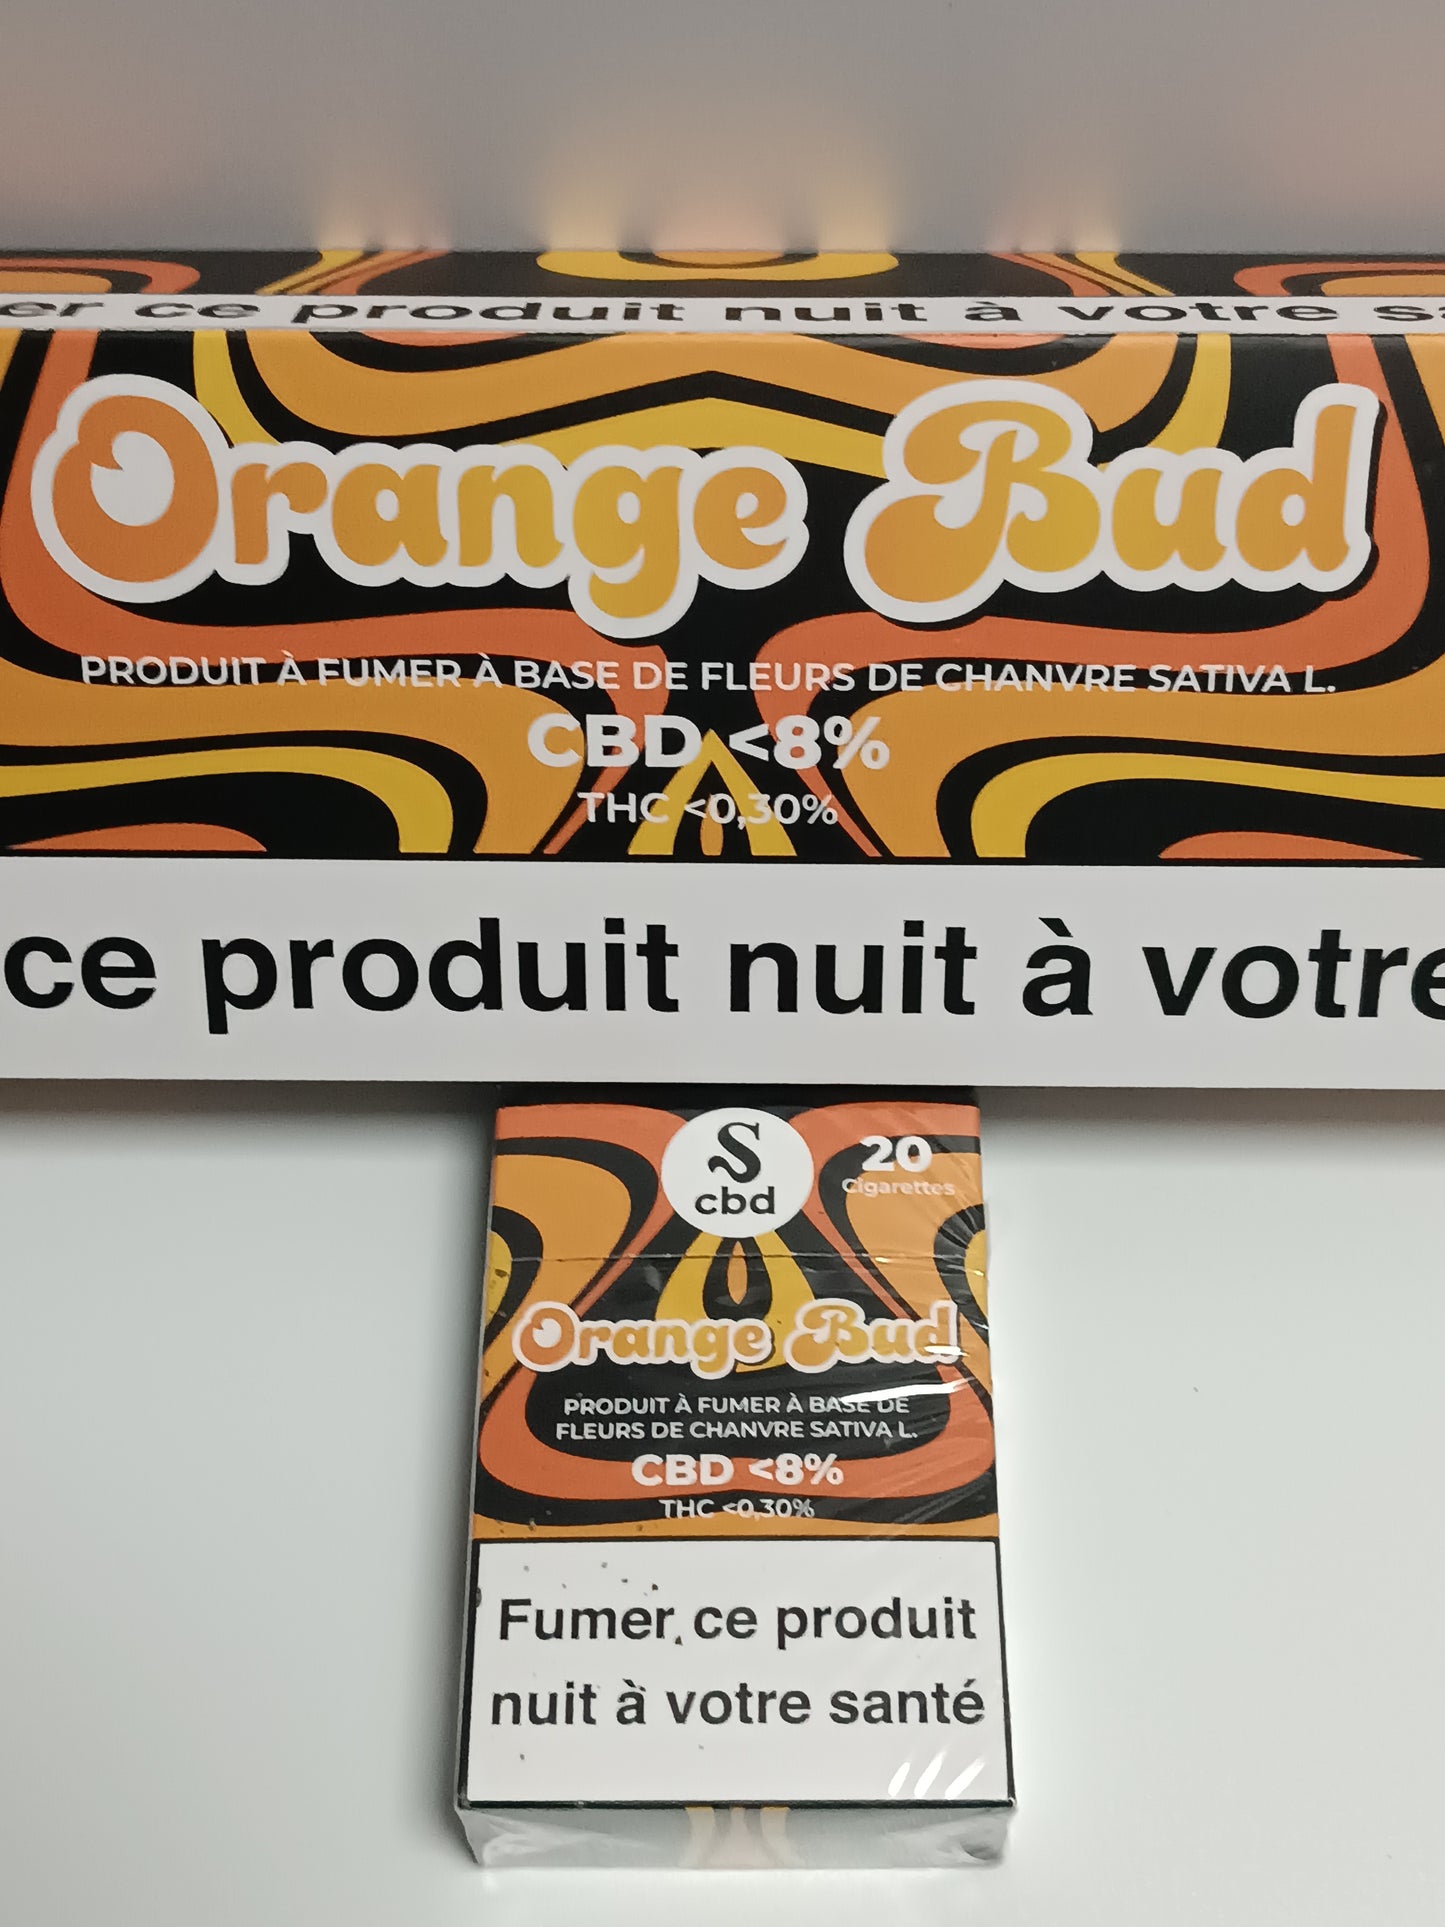 er ce produit nuit à votre s
Orange Bud
PRODUIT À FUMER À BASE DE FLEURS DE CHANVRE SATIVA L.
CBD <8%
THC <0,30%
ce produit nuit à votre
S
cbd
20
Cigarettes
Orange Bud
PRODUIT À FUMER À BASE DE
FLEURS DE CHANVRE SATIVA L.
CBD <8%
THC <0,30%
Fumer ce produit
nuit à votre santé